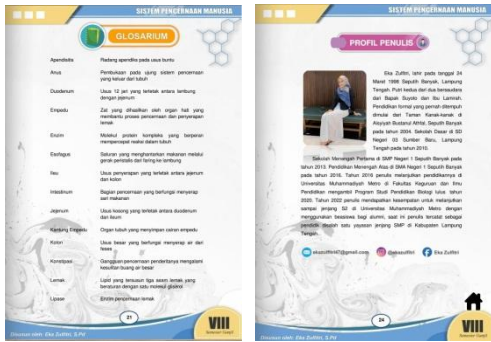 SISTEM PENCERNAAN MANUSIA
GLOSARIUM
Apendisitis Radang apendiks pada usus buntu
Anus Pembukaan pada ujung sistem pencernaan
yang keluar dari tubuh
Duodenum Usus 12 jari yang terletak antara lambung
dengan jejenum
Empedu Zat yang dihasilkan oleh organ hati yang
membantu proses pencernaan dan penyerapan
lemak
Enzim Molekul protein kompleks yang berperan
mempercepat reaksi dalam tubuh
Esofagus Saluran yang menghantarkan makanan melalui
gerak peristaltis dari faring ke lambung
Ileus Usus penyerapan yang terletak antara jejenum
dan kolon
Intestinum Bagian pencernaan yang berfungsi menyerap
sari makanan
Jejenum Usus kosong yang terletak antara duodenum
dan ileum
Kantung Empedu Organ tubuh yang menyimpan cairan empedu
Kolon Usus besar yang berfungsi menyerap air dari
feses
Konstipasi Gangguan pencernaan penderitanya mengalami
kesulitan buang air besar
Lemak Lipid yang tersusun tiga asam lemak yang
berikatan dengan satu molekul gliserol
Lipase Enzim pencernaan lemak
21
Disusun oleh: Eka Zulfitri, S.Pd
VIII
Semester Ganjil
SISTEM PENCERNAAN MANUSIA
PROFIL PENULIS
Eka Zulfitri, lahir pada tanggal 24
Maret 1998 Seputih Banyak, Lampung
Tengah. Putri kedua dari dua bersaudara
dari Bapak Suyoto dan Ibu
Pendidikan formal yang pernah ditempuh
dimulai dari Taman Kanak-kanak di
Aisyiyah Bustanul Athfal, Seputih Banyak
pada tahun 2004. Sekolah Dasar di SD
Negeri 03 Sumber Baru, Lampung
Tengah pada tahun 2010.
Sekolah Menengah Pertama di SMP Negeri 1 Seputih Banyak pada
tahun 2013. Pendidikan Menengah Atas di SMA Negeri 1 Seputih Banyak
pada tahun 2016. Tahun 2016 penulis melanjutkan pendidikannya di
Universitas Muhammadiyah Metro di Fakultas Keguruan dan Ilmu
Pendidikan mengambil Program Studi Pendidikan Biologi lulus tahun
2020. Tahun 2022 penulis mendapatkan kesempatan untuk melanjutkan
sampai jenjang S2 di Universitas Muhammadiyah Metro dengan
menggunakan beasiswa bagi alumni, saat ini penulis tercatat sebagai
pendidik disalah satu yayasan jenjang SMP di Kabupaten Lampung
Tengah.
ekazulfitri47@gmail.com @ekazulfitri Eka Zulfitri
24
Disusun oleh: Eka Zulfitri, S.Pd
VIII
Semester Ganjil